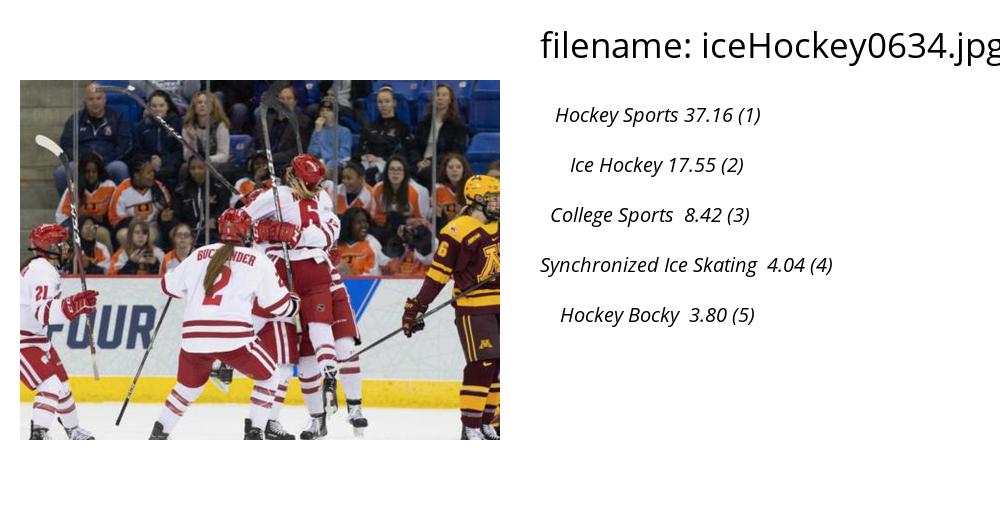 filename: iceHockey0634.jpg
Hockey Sports 37.16 (1)
Ice Hockey 17.55 (2)
College Sports 8.42 (3)
Synchronized Ice Skating 4.04 (4)
Hockey Bocky 3.80 (5)
21
2
6
6
M
FOUR